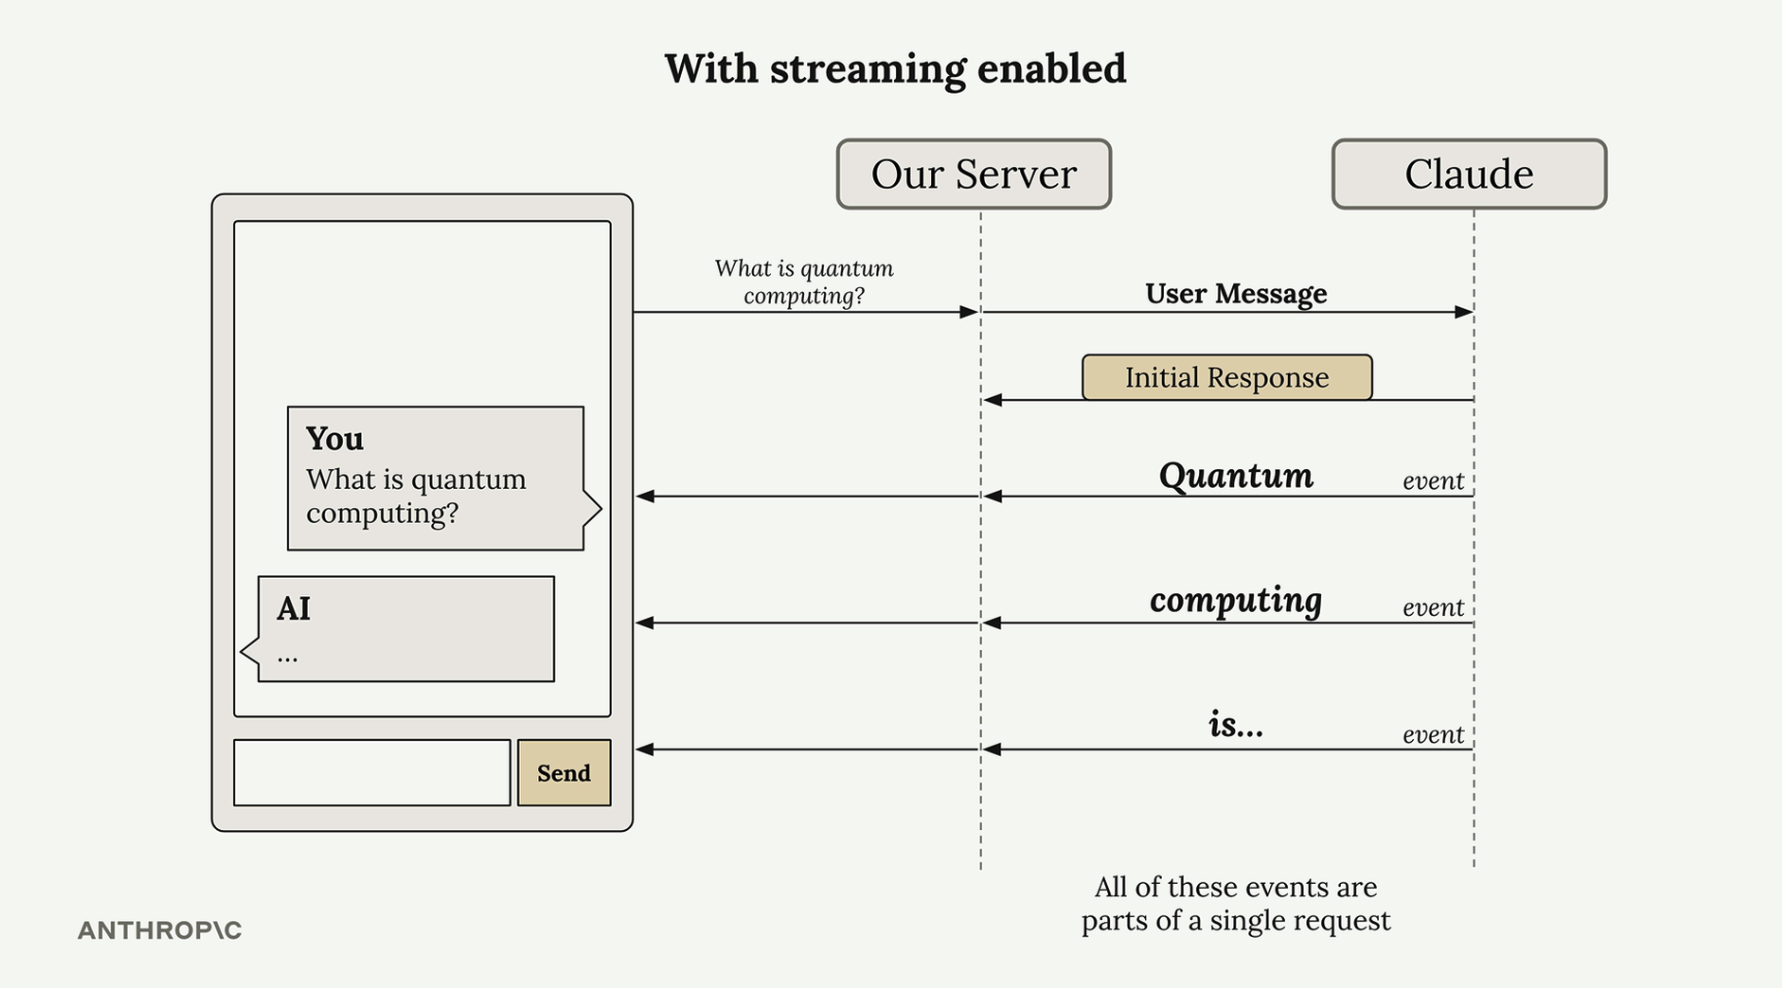 With streaming enabled
Our Server
Claude
What is quantum
computing?
User Message
Initial Response
You
What is quantum
computing?
Quantum
event
AI
...
computing
event
is...
event
Send
All of these events are
parts of a single request
ANTHROP\C